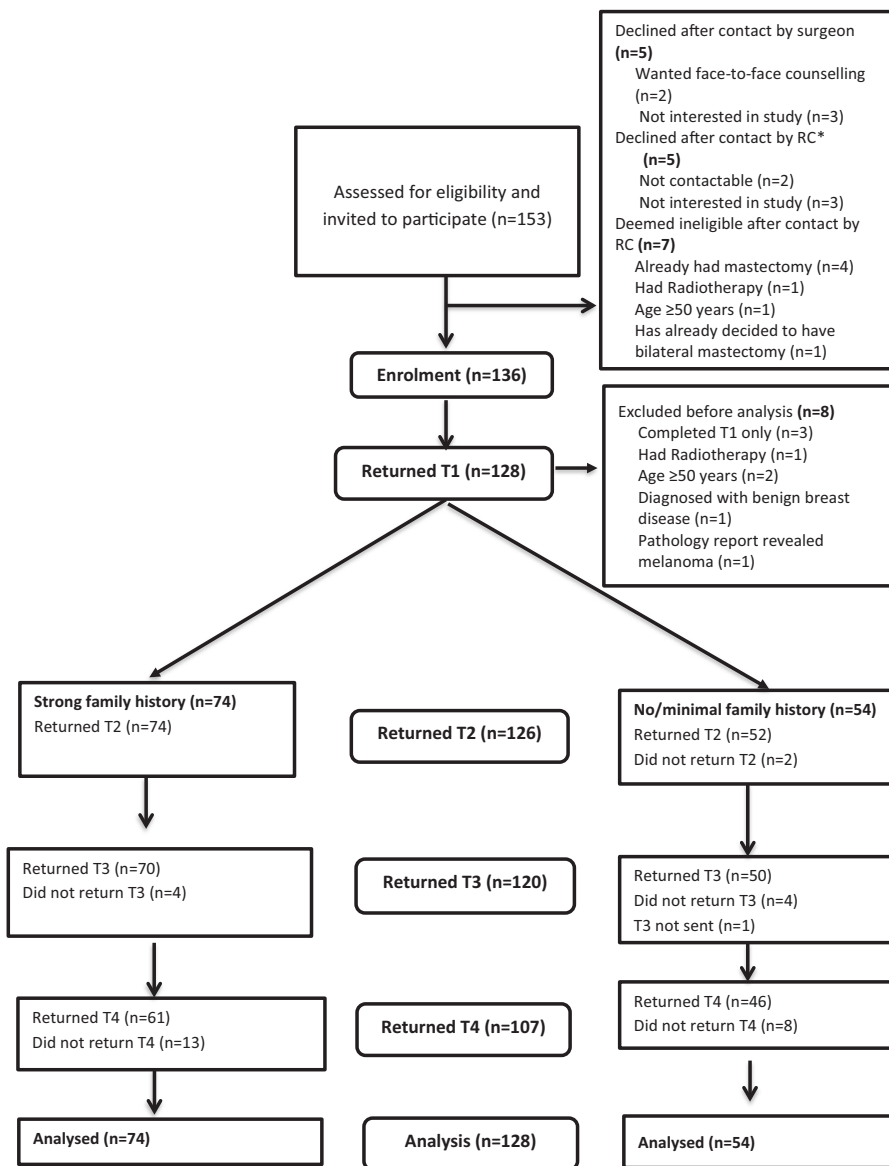 Declined after contact by surgeon
(n=5)
Wanted face-to-face counselling
(n=2)
Not interested in study (n=3)
Declined after contact by RC*
(n=5)
Not contactable (n=2)
Not interested in study (n=3)
Deemed ineligible after contact by
RC (n=7)
Already had mastectomy (n=4)
Had Radiotherapy (n=1)
Age ≥50 years (n=1)
Has already decided to have
bilateral mastectomy (n=1)
Assessed for eligibility and
invited to participate (n=153)
Enrolment (n=136)
Excluded before analysis (n=8)
Completed T1 only (n=3)
Had Radiotherapy (n=1)
Age ≥50 years (n=2)
Diagnosed with benign breast
disease (n=1)
Pathology report revealed
melanoma (n=1)
Returned T1 (n=128)
Strong family history (n=74)
Returned T2 (n=74)
Returned T2 (n=126)
No/minimal family history (n=54)
Returned T2 (n=52)
Did not return T2 (n=2)
Returned T3 (n=70)
Did not return T3 (n=4)
Returned T3 (n=120)
Returned T3 (n=50)
Did not return T3 (n=4)
T3 not sent (n=1)
Returned T4 (n=61)
Did not return T4 (n=13)
Returned T4 (n=107)
Returned T4 (n=46)
Did not return T4 (n=8)
Analysed (n=74)
Analysis (n=128)
Analysed (n=54)